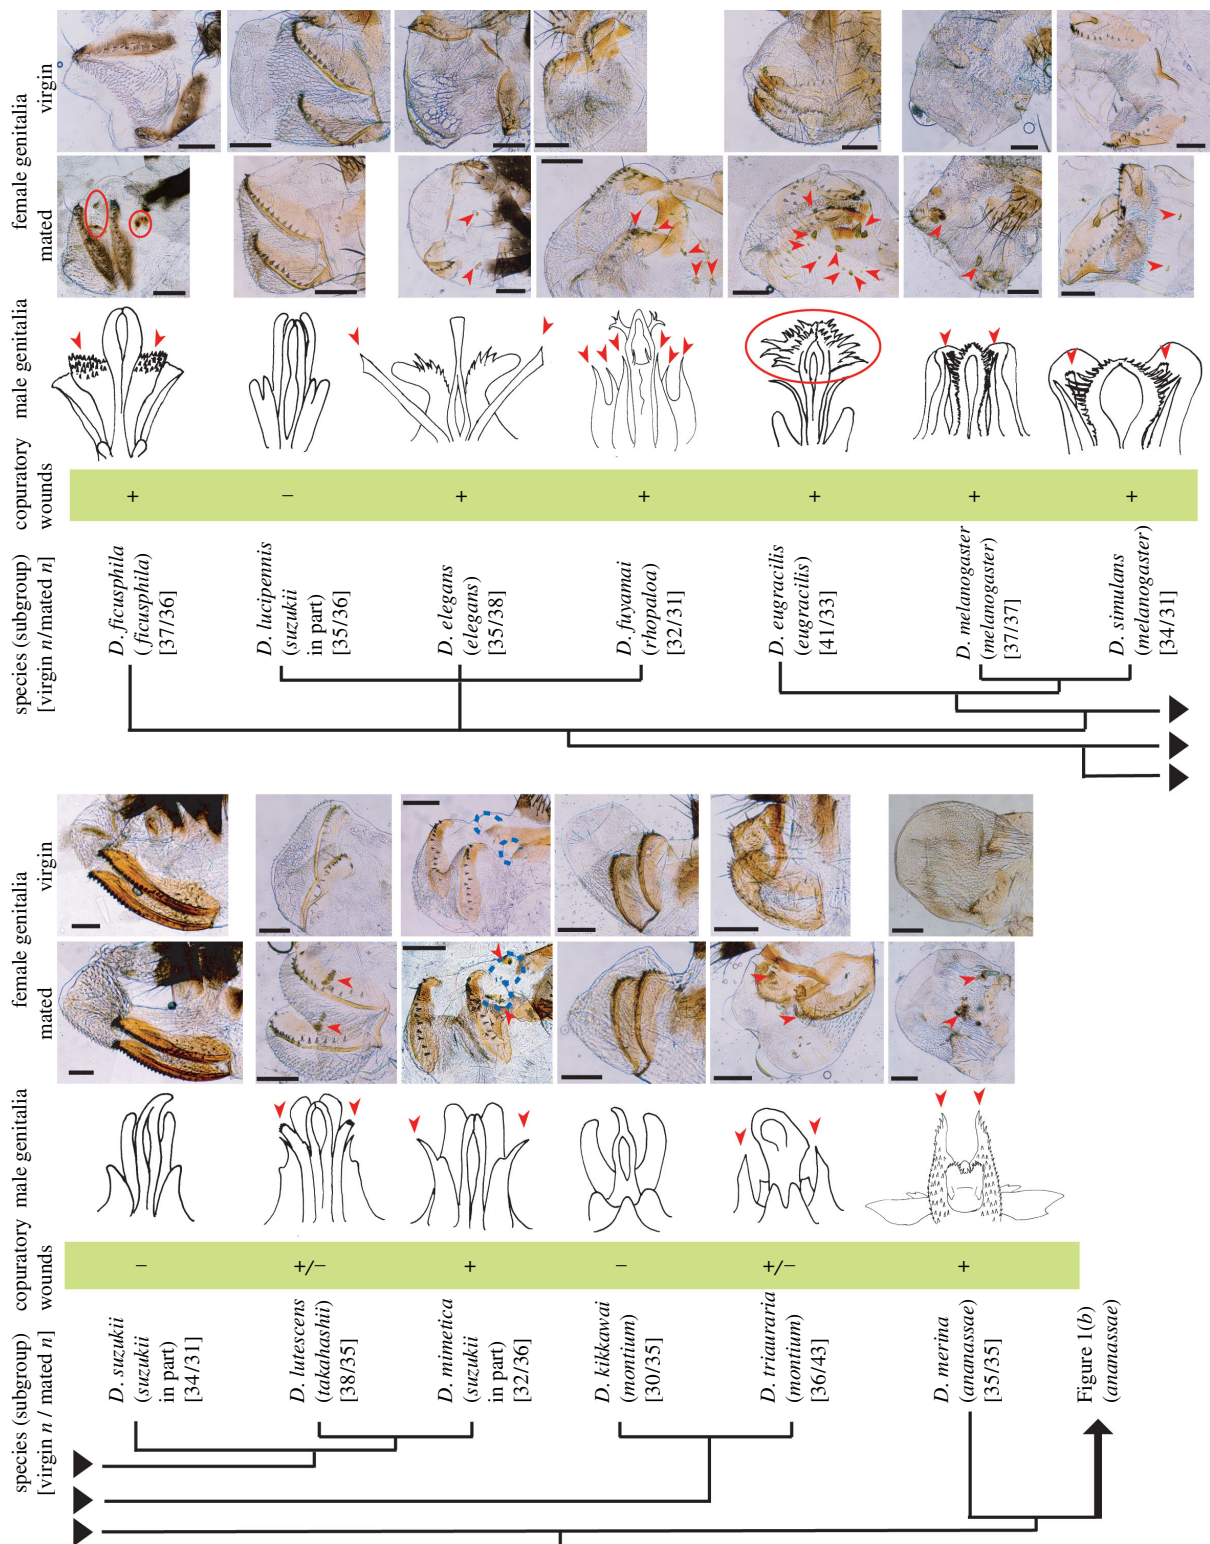 female genitalia
virgin
mated
male genitalia
copuratory
wounds
+
–
+
+
+
+
+
species (subgroup)
[virgin n/mated n]
D. ficusphila
(ficusphila)
[37/36]
D. lucipennis
(suzukii
in part)
[35/36]
D. elegans
(elegans)
[35/38]
D. fuyamai
(rhopaloa)
[32/31]
D. eugracilis
(eugracilis)
[41/33]
D. melanogaster
(melanogaster)
[37/37]
D. simulans
(melanogaster)
[34/31]
female genitalia
virgin
mated
male genitalia
copuratory
wounds
–
+/–
+
–
+/–
+
species (subgroup)
[virgin n / mated n]
D. suzukii
(suzukii
in part)
[34/31]
D. lutescens
(takahashii)
[38/35]
D. mimetica
(suzukii
in part)
[32/36]
D. kikkawai
(montium)
[30/35]
D. triauraria
(montium)
[36/43]
D. merina
(ananassae)
[35/35]
Figure 1(b)
(ananassae)